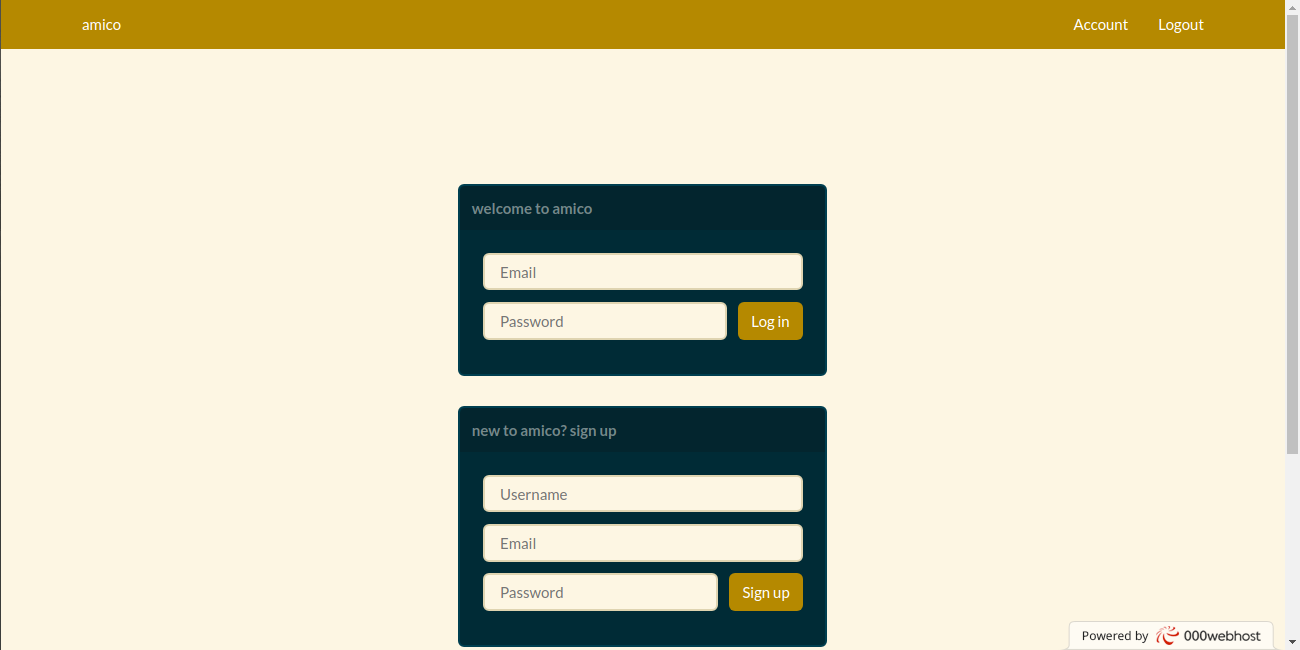 amico Account Logout
welcome to amico
Email
Password Log in
new to amico? sign up
Username
Email
Password Sign up
Powered by 000webhost